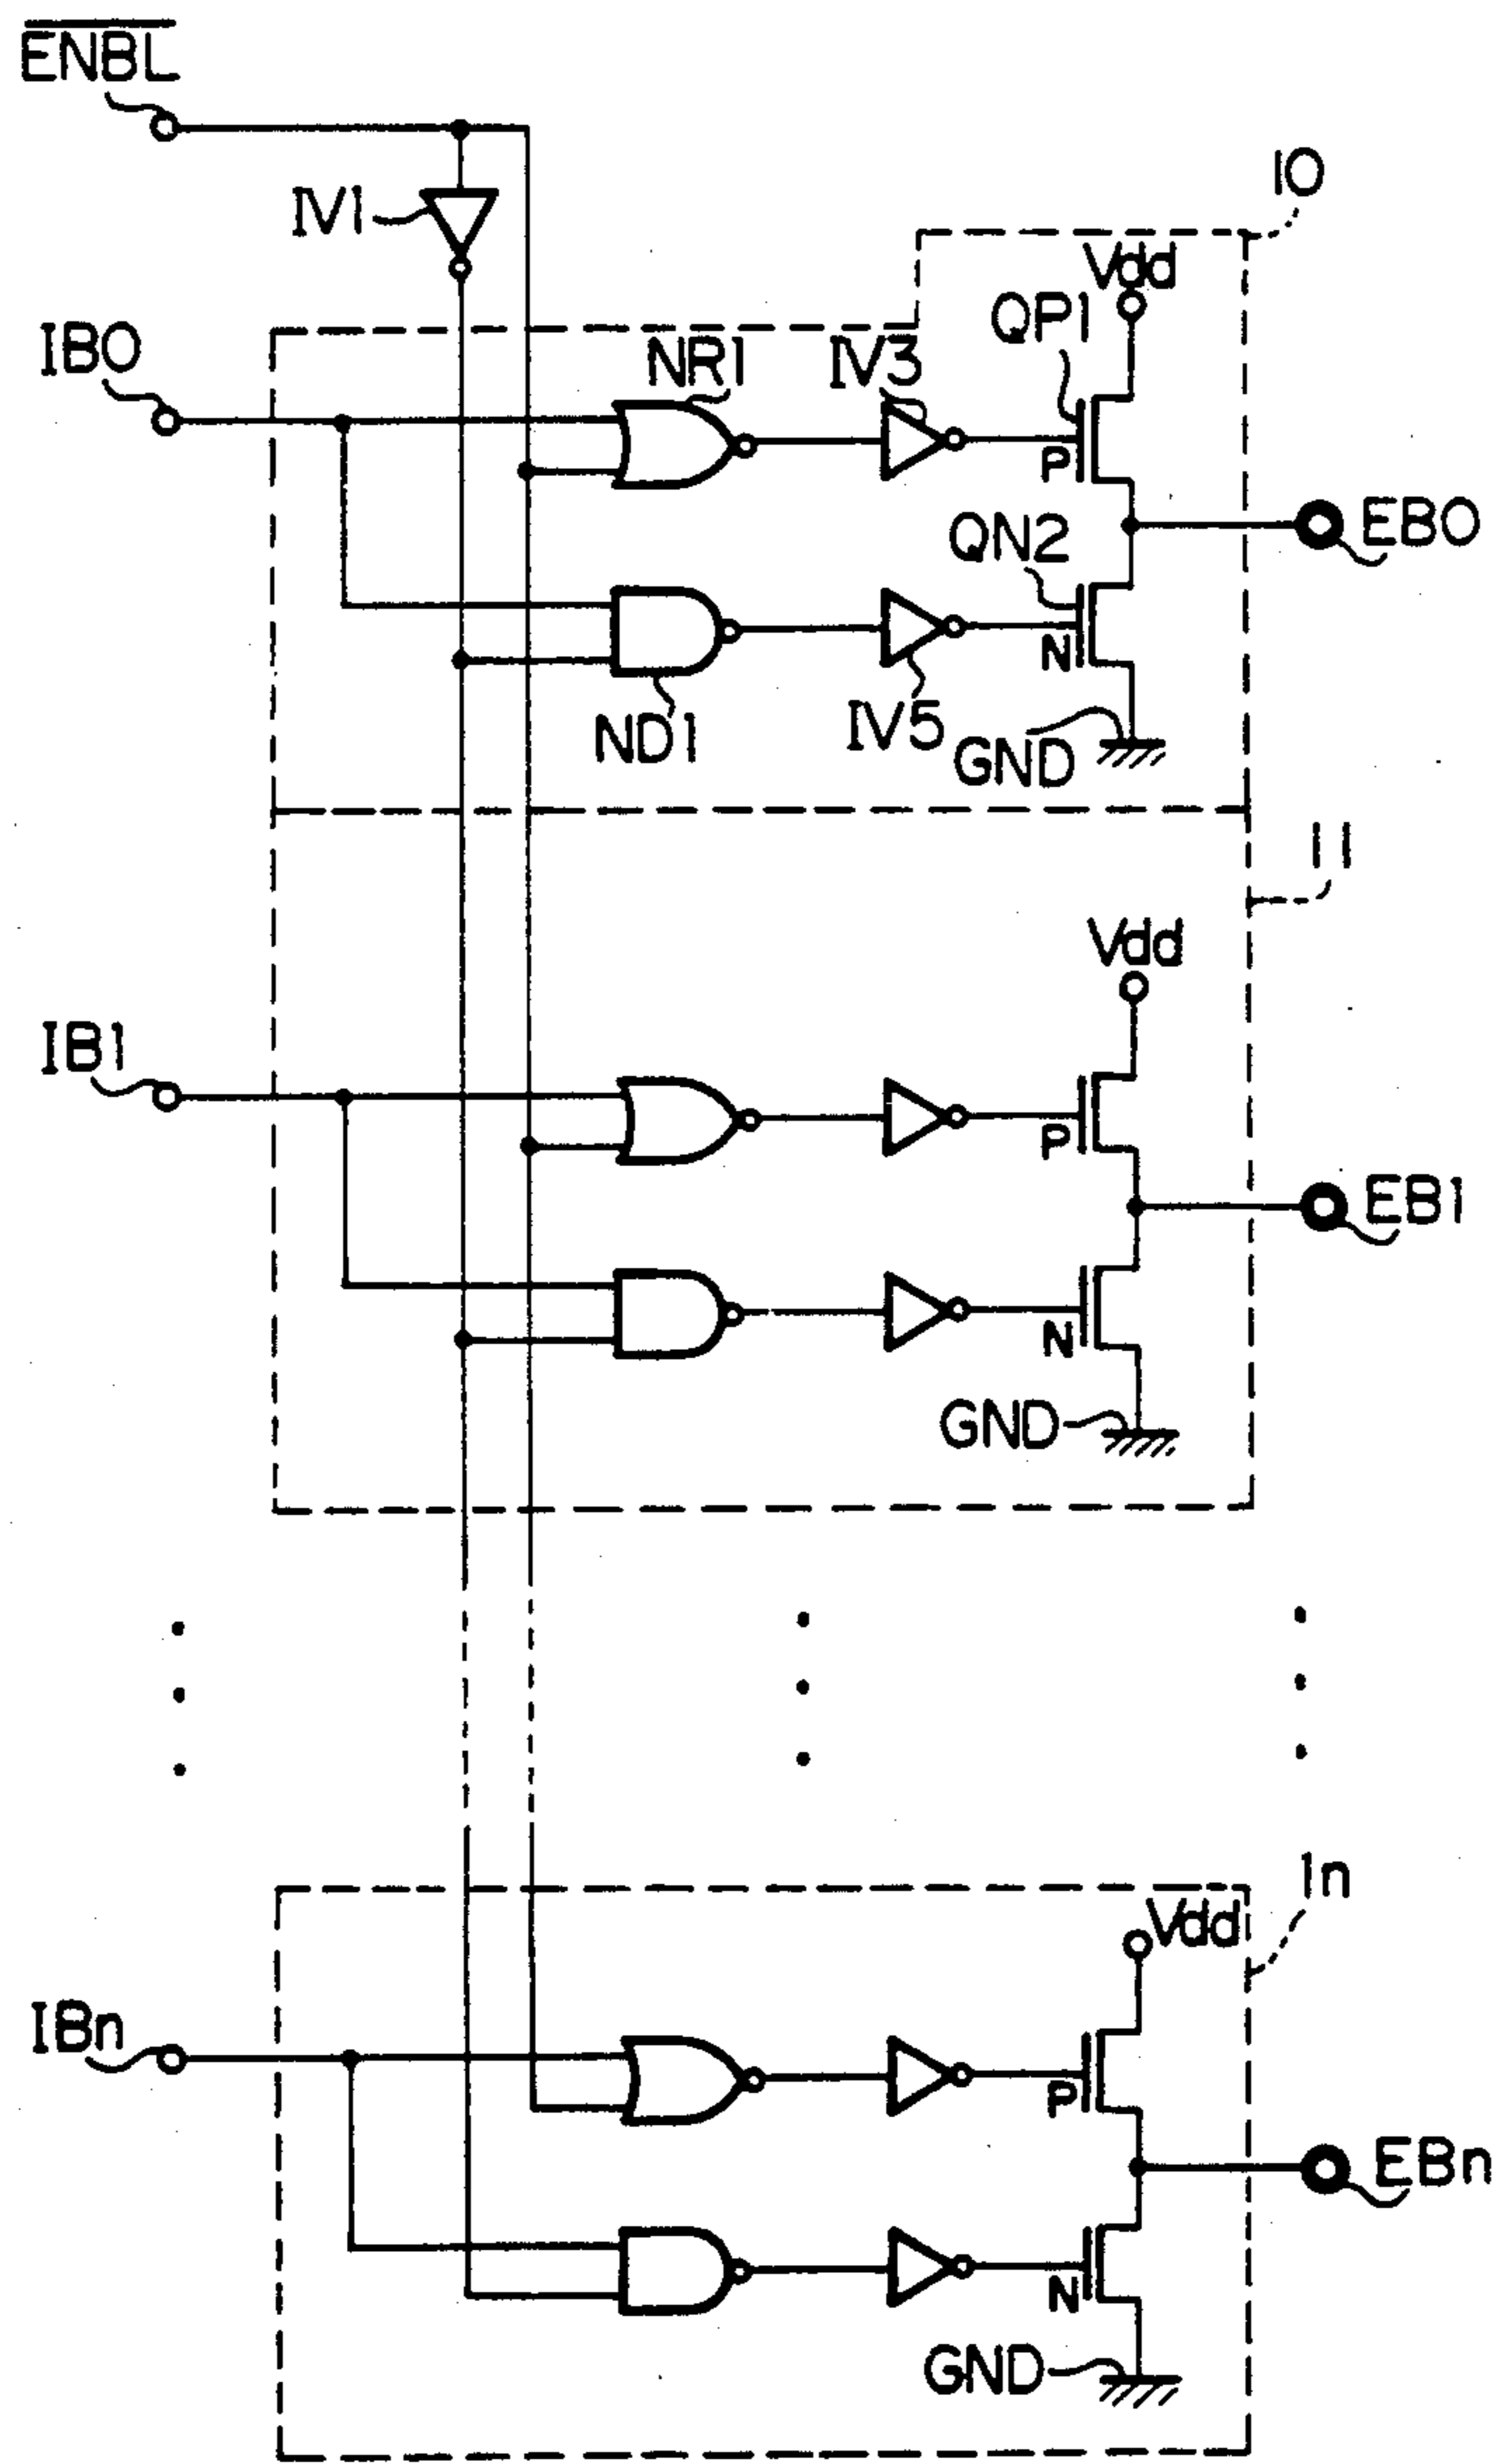 ENBL
IV1
10
Vdd
QP1
IB0
NR1
IV3
P
EB0
QN2
N
ND1
IV5
GND
11
Vdd
IB1
P
EB1
N
GND
1n
Vdd
IBn
P
EBn
N
GND